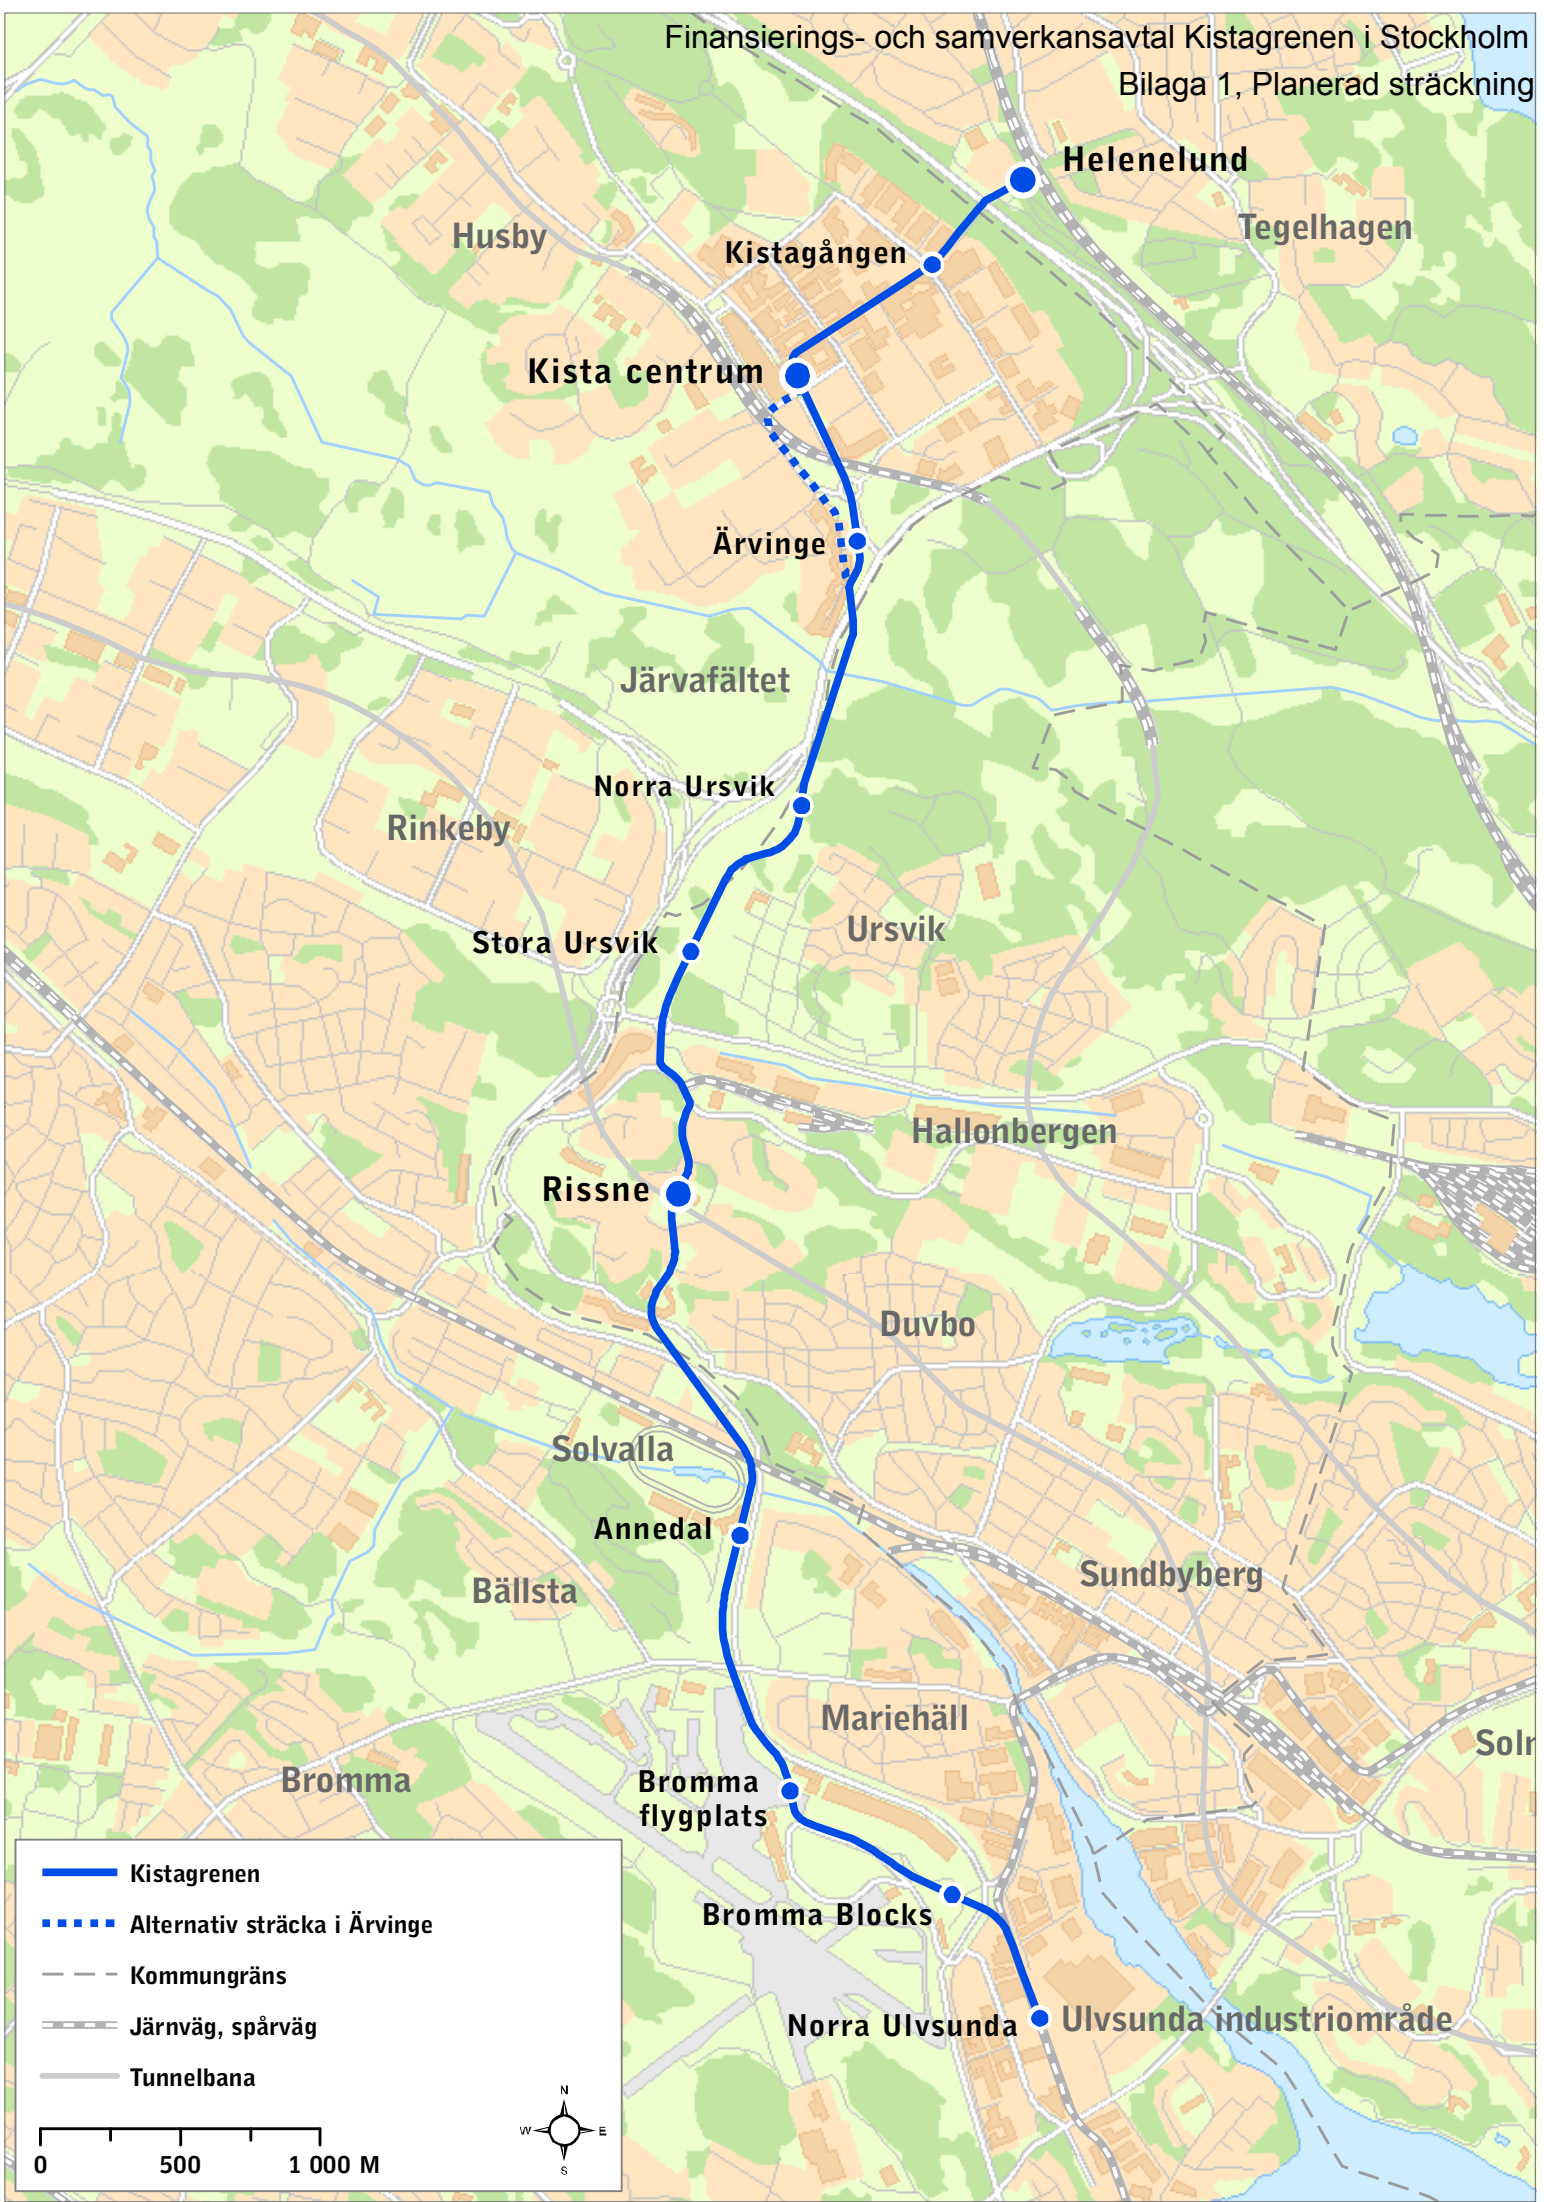 Finansierings- och samverkansavtal Kistagrenen i Stockholm
Bilaga 1, Planerad sträckning
Helenelund
Tegelhagen
Husby
Kistagången
Kista centrum
Ärvinge
Järvafältet
Norra Ursvik
Rinkeby
Ursvik
Stora Ursvik
Hallonbergen
Rissne
Duvbo
Solvalla
Annedal
Sundbyberg
Bällsta
Mariehäll
Soln
Bromma
Bromma
flygplats
Bromma Blocks
Norra Ulvsunda
Ulvsunda industriområde
Kistagrenen
Alternativ sträcka i Ärvinge
Kommungräns
Järnväg, spårväg
Tunnelbana
N
W E
S
0 500 1 000 M